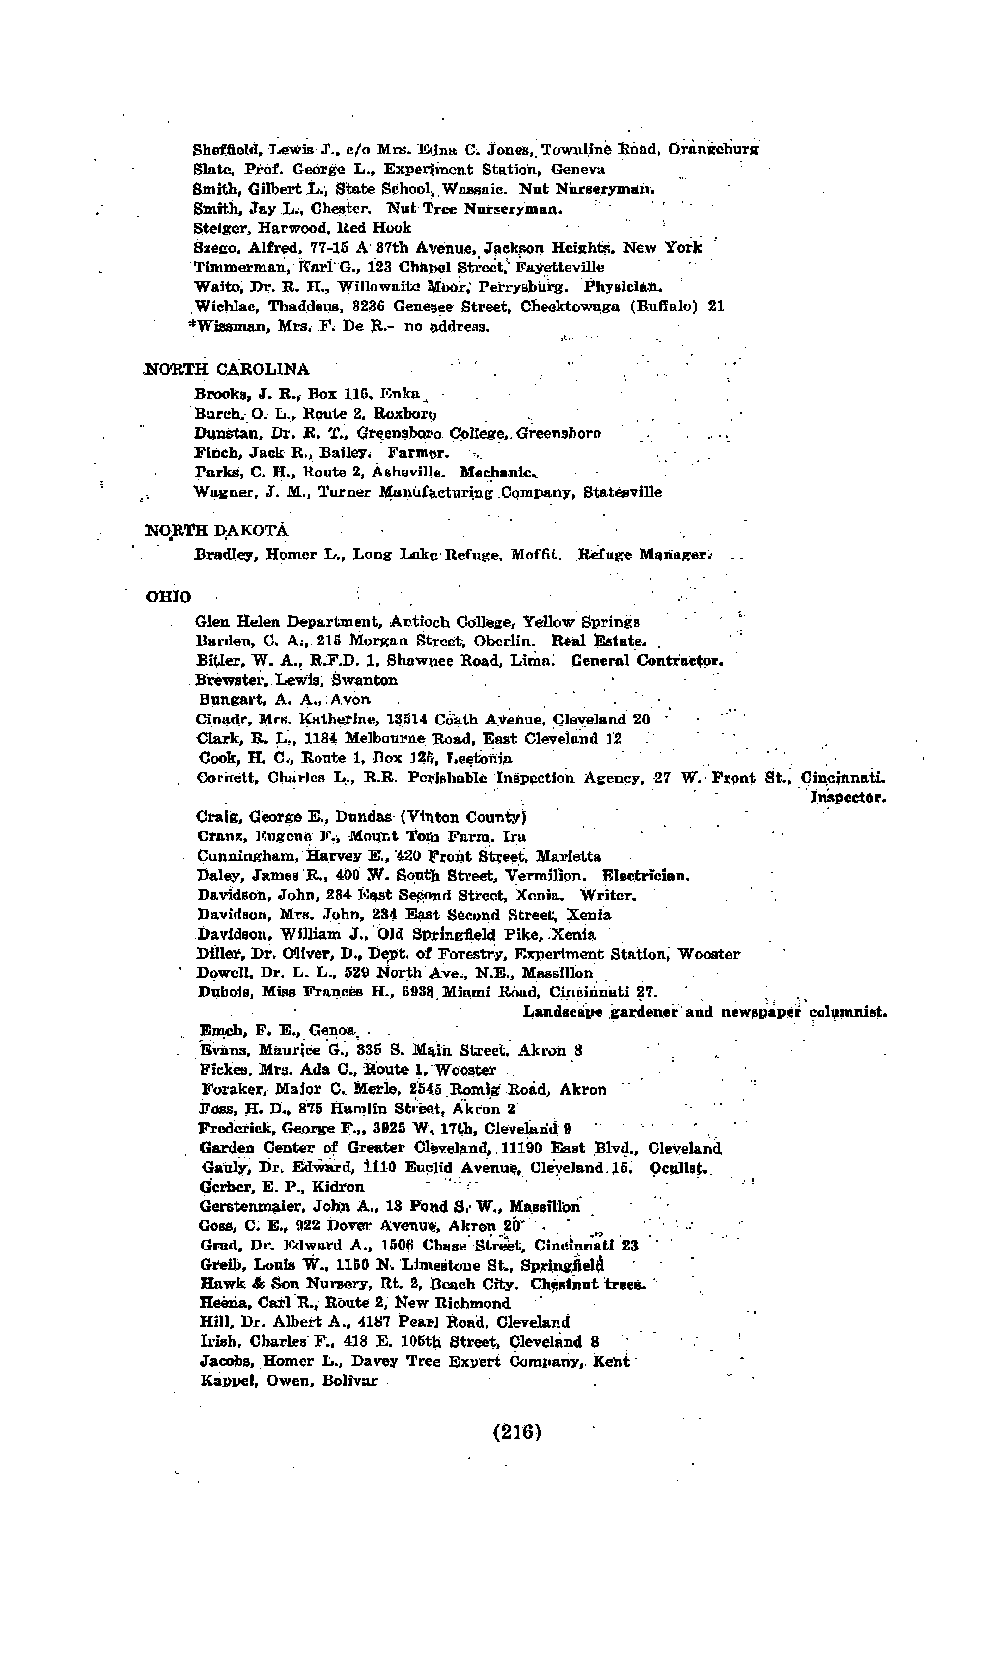 Sheffield, Lewis J., c/o Mrs. Edna C. Jones, Townline Road, Orangeburg
Slate, Prof. George L., Experiment Station, Geneva
Smith, Gilbert L., State School, Wassaic. Nut Nurseryman.
Smith, Jay L., Chester. Nut Tree Nurseryman.
Steiger, Harwood, Red Hook
Szego, Alfred, 77-15 A 37th Avenue, Jackson Heights, New York
Timmerman, Karl G., 123 Chapel Street, Fayetteville
Waite, Dr. R. H., Willowaite Moor, Perrysburg. Physician.
Wichlac, Thaddeus, 3236 Genesee Street, Cheektowaga (Buffalo) 21
*Wissman, Mrs. F. De R.- no address.
NORTH CAROLINA
Brooks, J. R., Box 116, Enka
Burch, O. L., Route 2, Roxboro
Dunstan, Dr. R. T., Greensboro College, Greensboro
Finch, Jack R., Bailey. Farmer.
Parks, C. H., Route 2, Asheville. Mechanic.
Wagner, J. M., Turner Manufacturing Company, Statesville
NORTH DAKOTA
Bradley, Homer L., Long Lake Refuge, Moffit. Refuge Manager.
OHIO
Glen Helen Department, Antioch College, Yellow Springs
Barden, C. A., 215 Morgan Street, Oberlin. Real Estate.
Bitler, W. A., R.F.D. 1, Shawnee Road, Lima. General Contractor.
Brewster, Lewis, Swanton
Bungart, A. A., Avon
Cinadr, Mrs. Katherine, 13514 Coath Avenue, Cleveland 20
Clark, R. L., 1184 Melbourne Road, East Cleveland 12
Cook, H. C., Route 1, Box 125, Leetonia
Cornett, Charles L., R.R. Perishable Inspection Agency, 27 W. Front St., Cincinnati.
Inspector.
Craig, George E., Dundas (Vinton County)
Cranz, Eugene F., Mount Tom Farm, Ira
Cunningham, Harvey E., 420 Front Street, Marietta
Daley, James R., 400 W. South Street, Vermilion. Electrician.
Davidson, John, 234 East Second Street, Xenia. Writer.
Davidson, Mrs. John, 234 East Second Street, Xenia
Davidson, William J., Old Springfield Pike, Xenia
Diller, Dr. Oliver, D., Dept. of Forestry, Experiment Station, Wooster
Dowell, Dr. L. L., 529 North Ave., N.E., Massillon
Dubois, Miss Frances H., 5938 Miami Road, Cincinnati 27.
Landscape gardener and newspaper columnist.
Emch, F. E., Genoa
Evans, Maurice G., 335 S. Main Street, Akron 8
Fickes, Mrs. Ada C., Route 1, Wooster
Foraker, Major C. Merle, 2545 Romig Road, Akron
Foss, H. D., 875 Hamlin Street, Akron 2
Frederick, George F., 3925 W. 17th, Cleveland 9
Garden Center of Greater Cleveland, 11190 East Blvd., Cleveland
Gauly, Dr. Edward, 1110 Euclid Avenue, Cleveland 15. Oculist.
Gerber, E. P., Kidron
Gerstenmaier, John A., 13 Pond S. W., Massillon
Goss, C. E., 922 Dover Avenue, Akron 20
Grad, Dr. Edward A., 1506 Chase Street, Cincinnati 23
Greib, Louis W., 1150 N. Limestone St., Springfield
Hawk & Son Nursery, Rt. 2, Beach City. Chestnut trees.
Heena, Carl R., Route 2, New Richmond
Hill, Dr. Albert A., 4187 Pearl Road, Cleveland
Irish, Charles F., 418 E. 105th Street, Cleveland 8
Jacobs, Homer L., Davey Tree Expert Company, Kent
Kappel, Owen, Bolivar
(216)